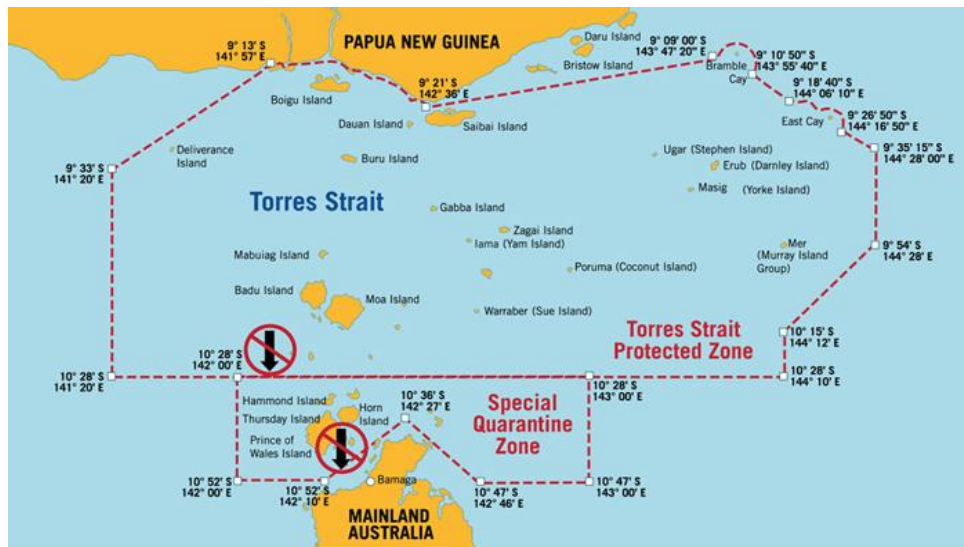 Daru Island
9° 13' S
141° 57' E
PAPUA NEW GUINEA
9° 09' 00" S
143° 47' 20" E
Bristow Island
9° 10' 50" S
143° 55' 40" E
Bramble
Cay
9° 18' 40" S
144° 06' 10" E
Boigu Island
9° 21' S
142° 36' E
East Cay
9° 26' 50" S
144° 16' 50" E
Dauan Island
Saibai Island
9° 35' 15" S
144° 28' 00" E
Deliverance
Island
Buru Island
Ugar (Stephen Island)
Erub (Darnley Island)
9° 33' S
141° 20' E
Masig (Yorke Island)
Torres Strait
Gabba Island
Zagai Island
Iama (Yam Island)
Mer
(Murray Island
Group)
9° 54' S
144° 28' E
Mabuiag Island
Poruma (Coconut Island)
Badu Island
Moa Island
Warraber (Sue Island)
Torres Strait
Protected Zone
10° 15' S
144° 12' E
10° 28' S
142° 00' E
10° 28' S
141° 20' E
10° 28' S
143° 00' E
10° 28' S
144° 10' E
Hammond Island
10° 36' S
142° 27' E
Special
Quarantine
Zone
Thursday Island
Horn
Island
Prince of
Wales Island
10° 52' S
142° 00' E
10° 52' S
142° 10' E
Bamaga
10° 47' S
142° 46' E
10° 47' S
143° 00' E
MAINLAND
AUSTRALIA